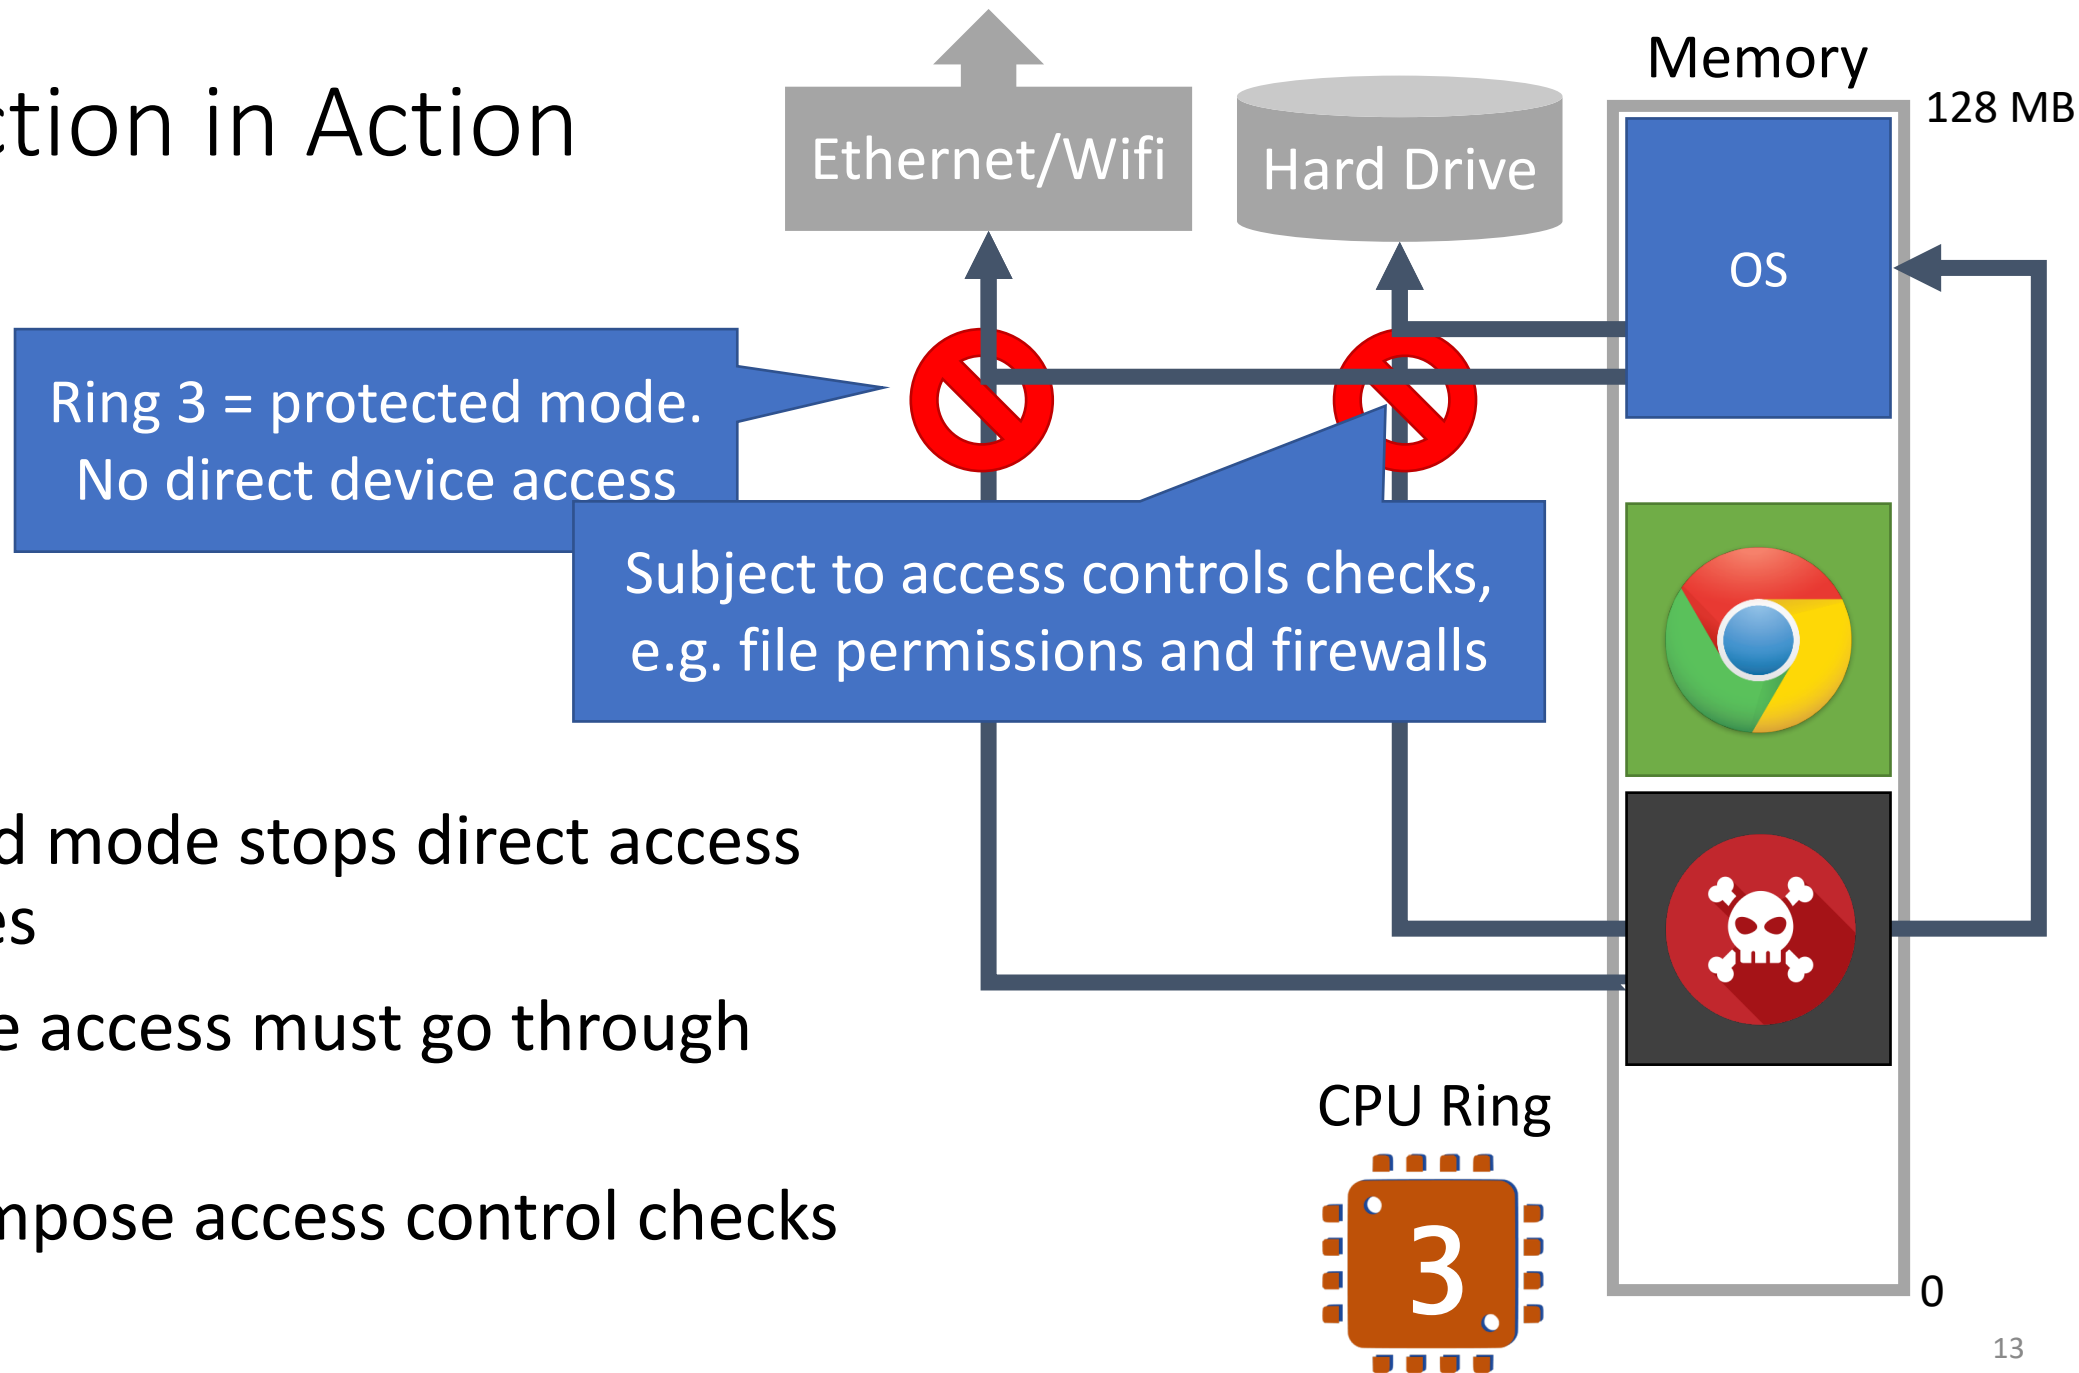 ction in Action
Ethernet/Wifi
Hard Drive
Memory
128 MB
OS
Ring 3 = protected mode.
No direct device access
Subject to access controls checks,
e.g. file permissions and firewalls
d mode stops direct access
es
e access must go through
mpose access control checks
CPU Ring
3
0
13